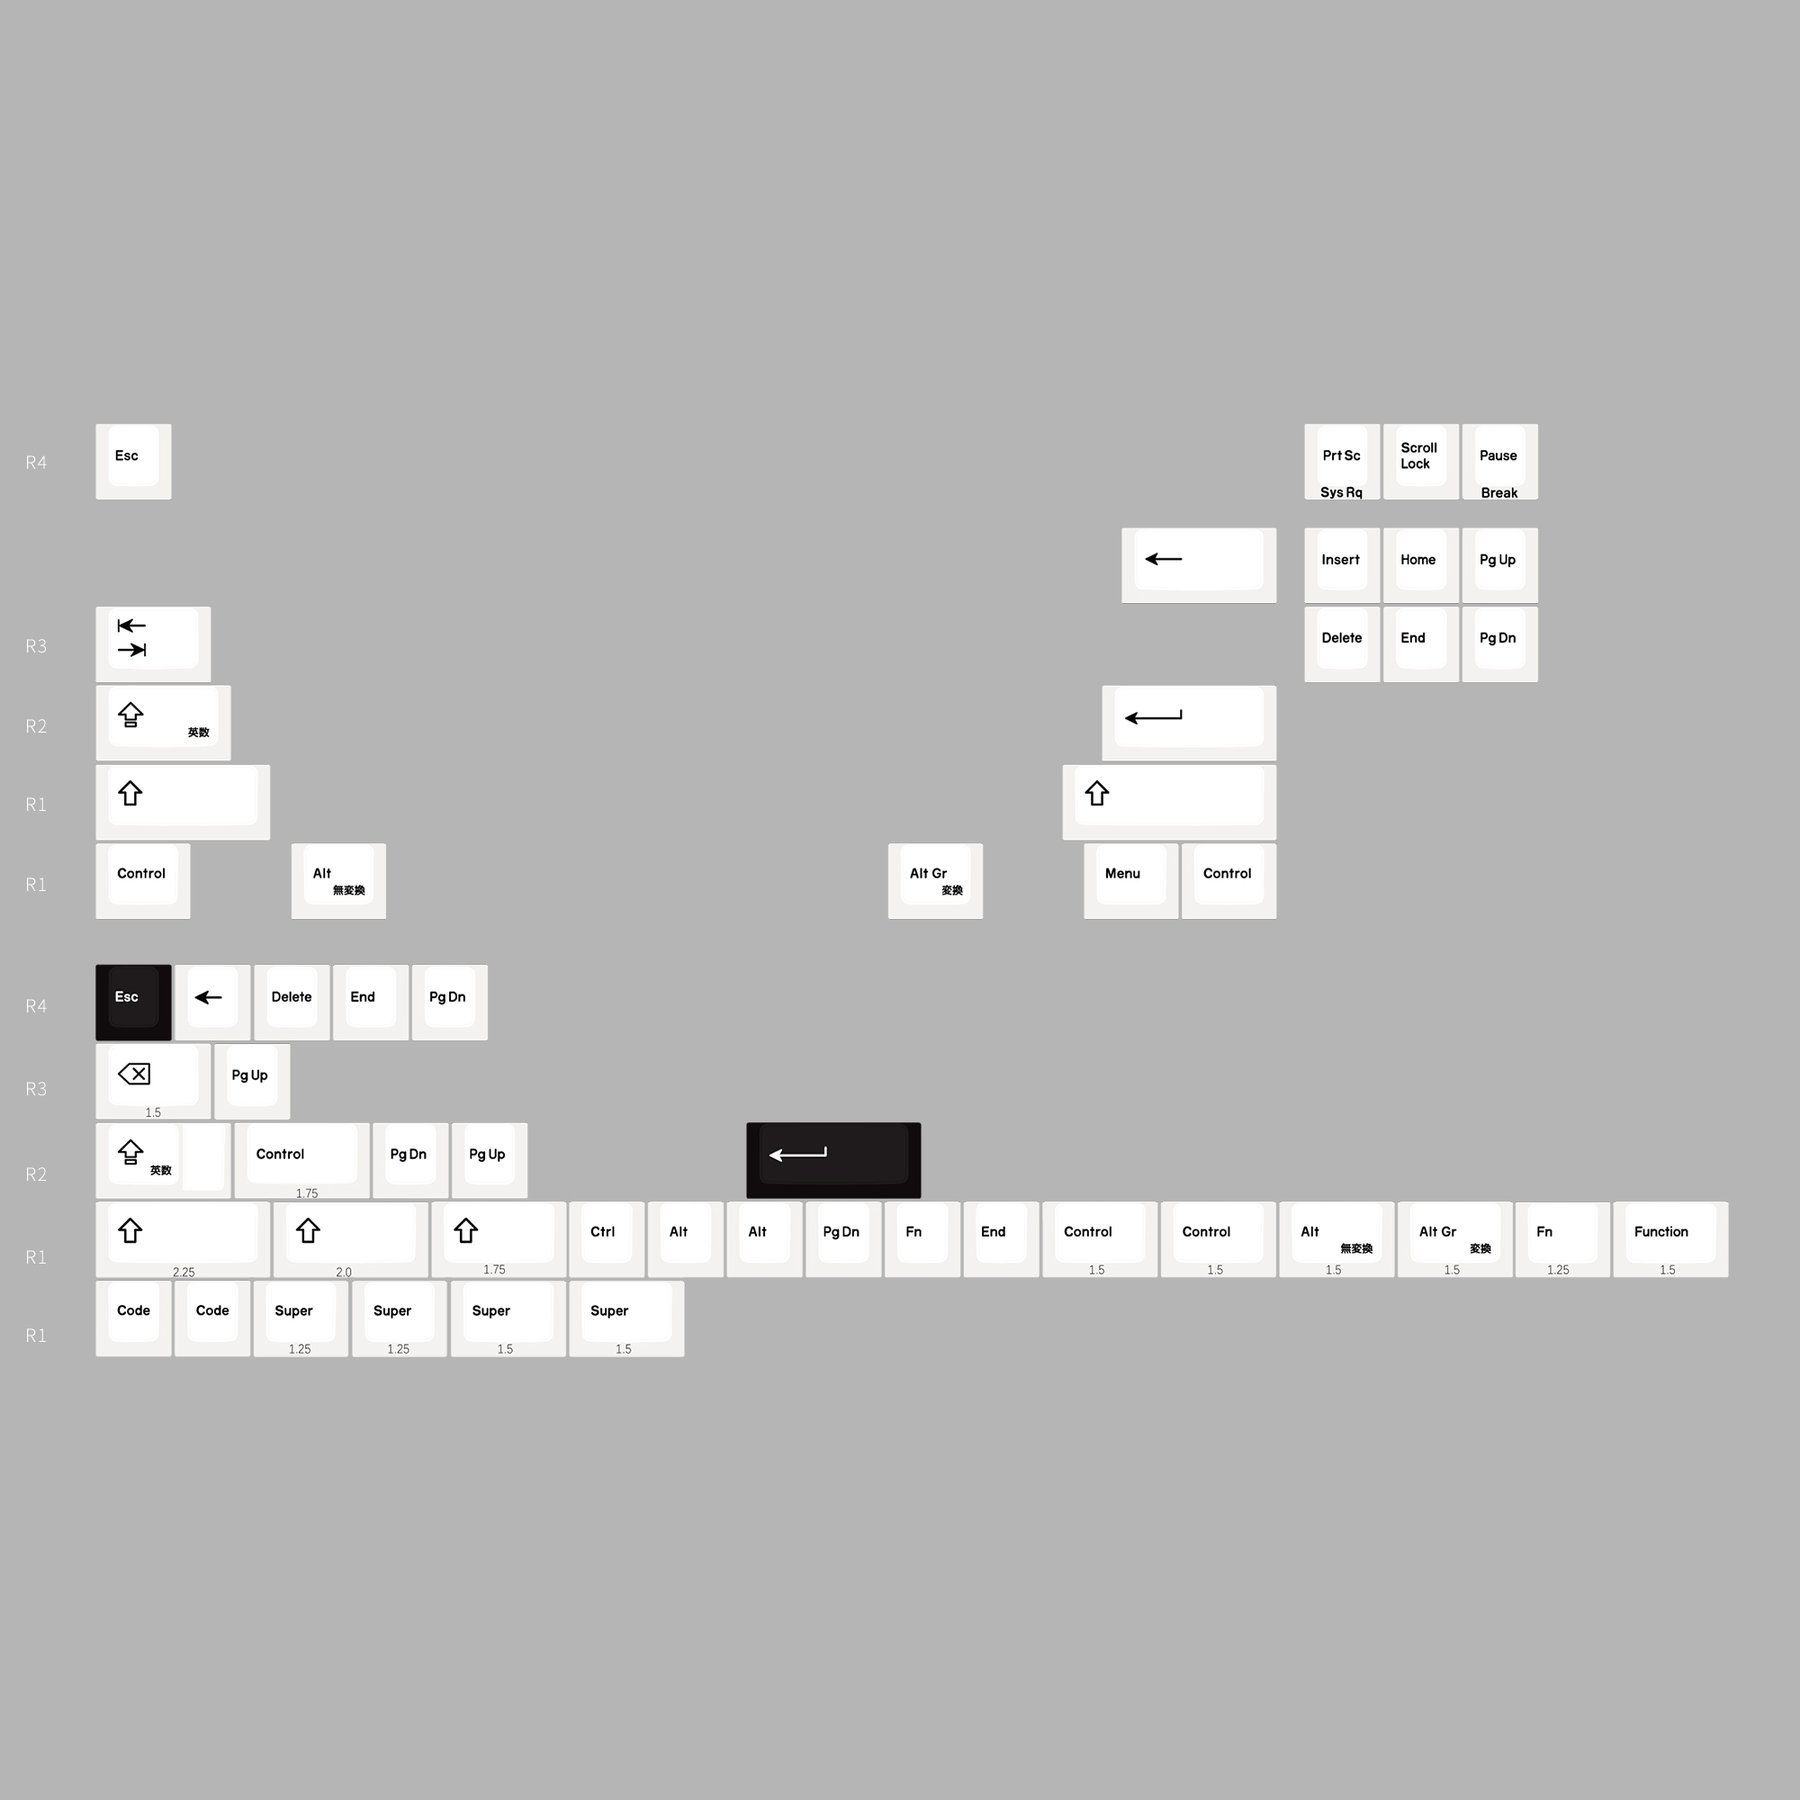 R4
Esc
Prt Sc
Sys Rq
Scroll
Lock
Pause
Break
Insert
Home
Pg Up
R3
Delete
End
Pg Dn
R2
英数
R1
R1
Control
Alt
無変換
Alt Gr
変換
Menu
Control
R4
Esc
Delete
End
Pg Dn
R3
1.5
Pg Up
R2
英数
Control
1.75
Pg Dn
Pg Up
R1
2.25
2.0
1.75
Ctrl
Alt
Alt
Pg Dn
Fn
End
Control
1.5
Control
1.5
Alt
無変換
1.5
Alt Gr
変換
1.5
Fn
1.25
Function
1.5
R1
Code
Code
Super
1.25
Super
1.25
Super
1.5
Super
1.5